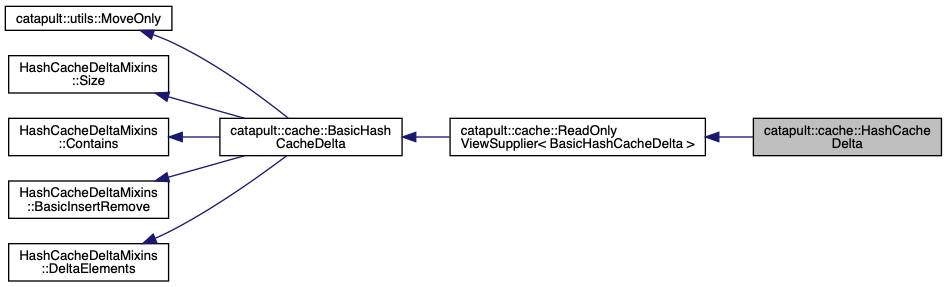 catapult::utils::MoveOnly
HashCacheDeltaMixins
::Size
HashCacheDeltaMixins
::Contains
HashCacheDeltaMixins
::BasicInsertRemove
HashCacheDeltaMixins
::DeltaElements
catapult::cache::BasicHash
CacheDelta
catapult::cache::ReadOnly
ViewSupplier< BasicHashCacheDelta >
catapult::cache::HashCache
Delta